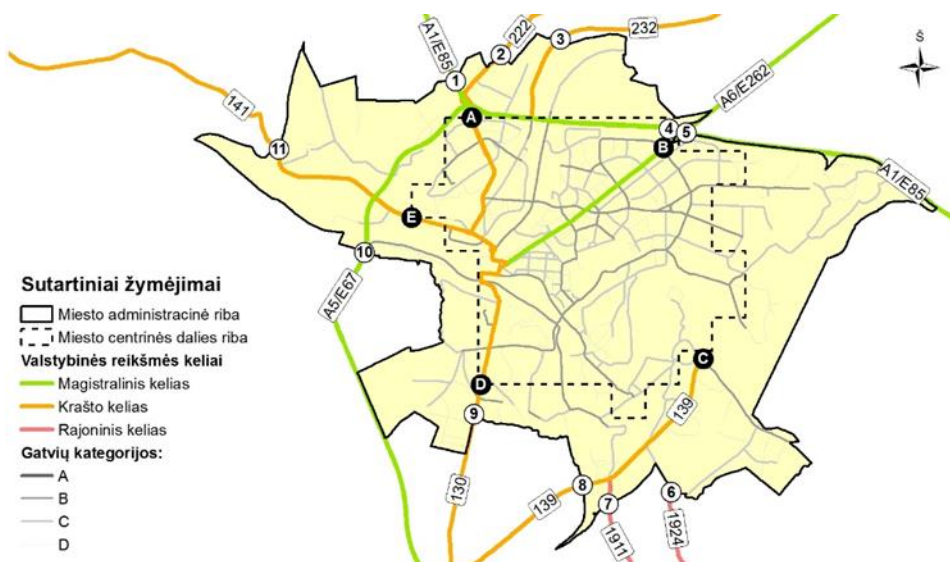 A1/E85
2
222
3
232
Š
1
A6/E262
141
A
4
5
B
11
A1/E85
E
10
A5/E67
Sutartiniai žymėjimai
Miesto administracinė riba
Miesto centrinės dalies riba
Valstybinės reikšmės keliai
Magistralinis kelias
Krašto kelias
Rajoninis kelias
Gatvių kategorijos:
A
B
C
D
C
D
9
139
130
8
139
7
6
1911
1924